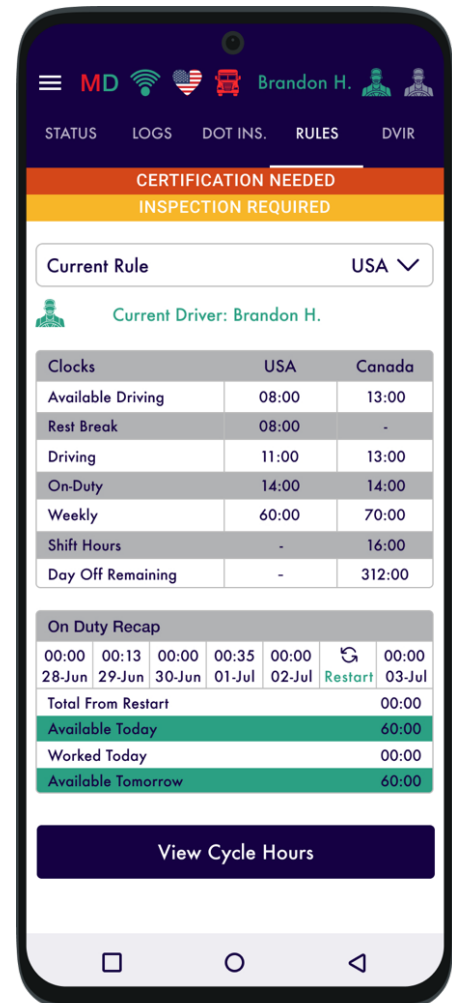 MD Brandon H.
STATUS LOGS DOT INS. RULES DVIR
CERTIFICATION NEEDED
INSPECTION REQUIRED
Current Rule USA
Current Driver: Brandon H.
Clocks USA Canada
Available Driving 08:00 13:00
Rest Break 08:00 -
Driving 11:00 13:00
On-Duty 14:00 14:00
Weekly 60:00 70:00
Shift Hours - 16:00
Day Off Remaining - 312:00
On Duty Recap
00:00 00:13 00:00 00:35 00:00 00:00
28-Jun 29-Jun 30-Jun 01-Jul 02-Jul Restart 03-Jul
Total From Restart 00:00
Available Today 60:00
Worked Today 00:00
Available Tomorrow 60:00
View Cycle Hours